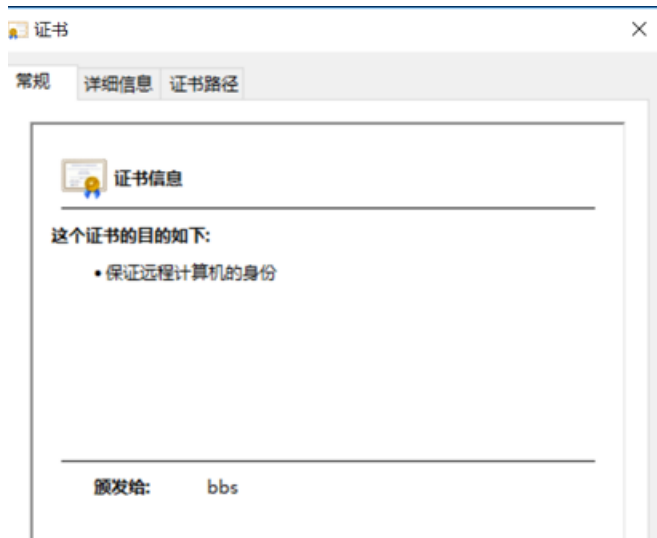 证书
常规 详细信息 证书路径
证书信息
这个证书的目的如下:
• 保证远程计算机的身份
颁发给: bbs